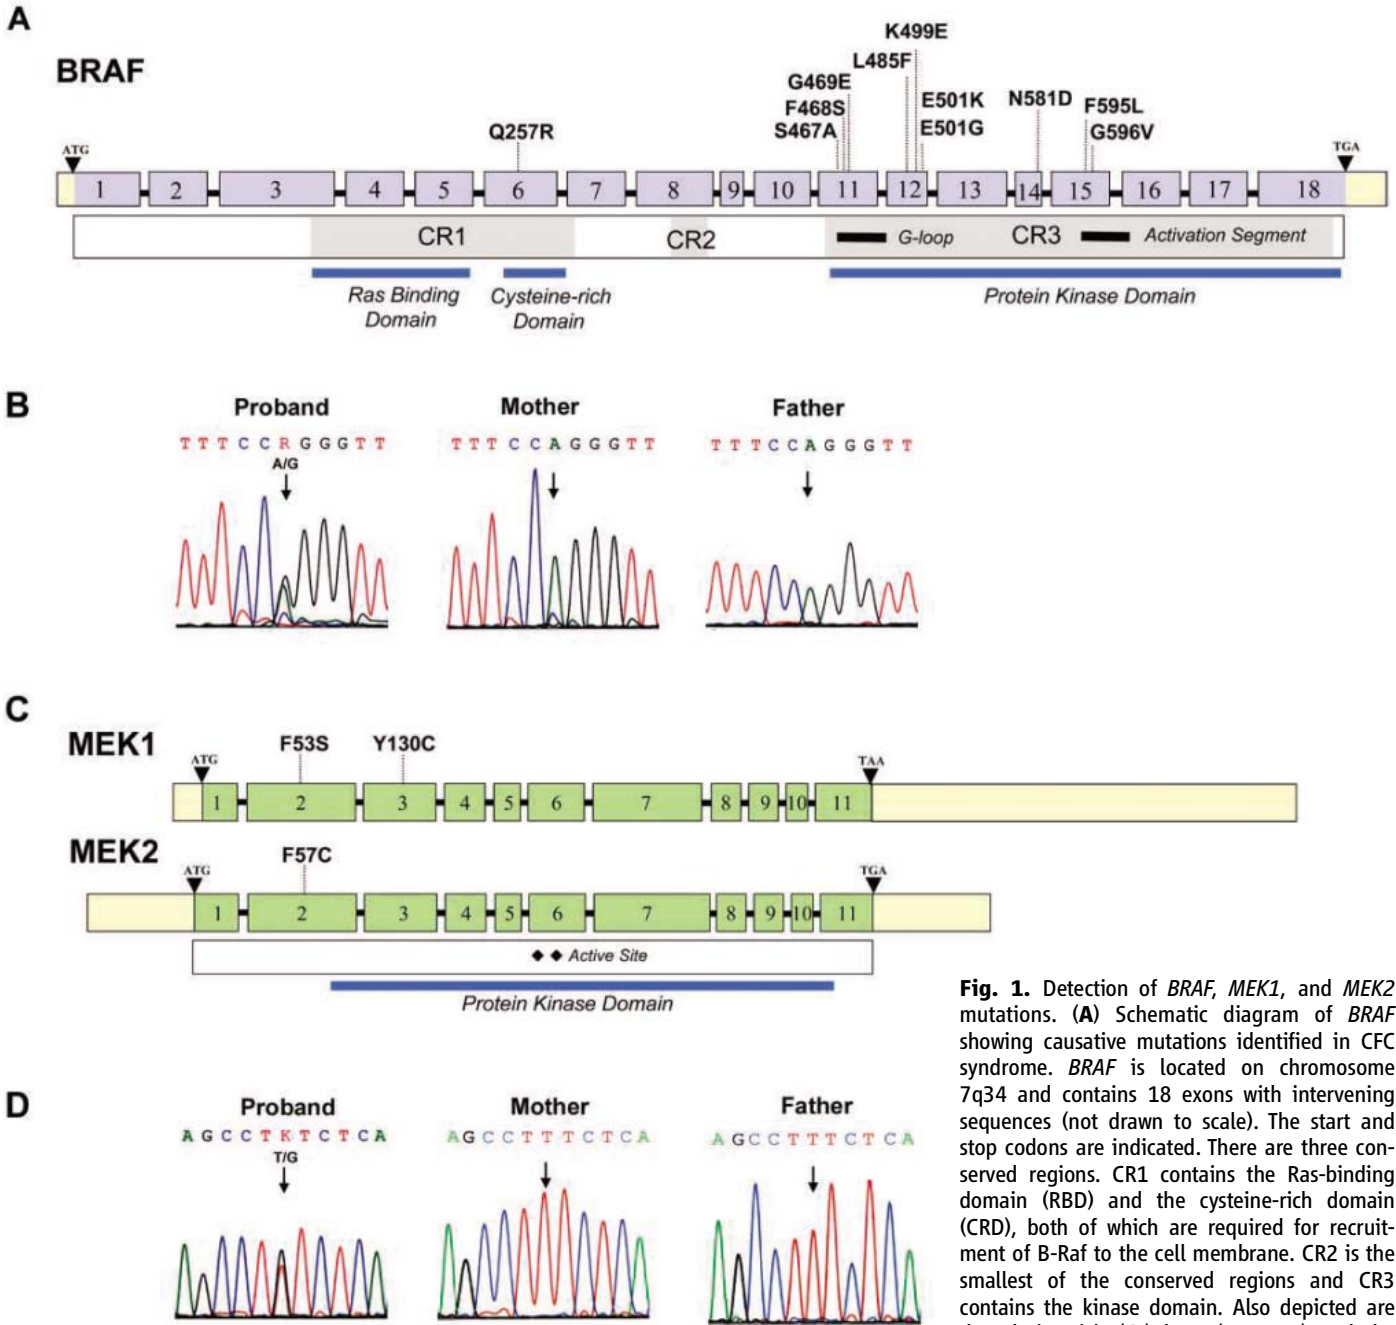 A
BRAF
K499E
L485F
G469E
F468S
S467A
E501K
E501G
N581D
F595L
G596V
Q257R
ATG
TGA
1 2 3 4 5 6 7 8 9 10 11 12 13 14 15 16 17 18
CR1 CR2 G-loop CR3 Activation Segment
Ras Binding Domain
Cysteine-rich Domain
Protein Kinase Domain
B
Proband Mother Father
T T T C C R G G G T T
T T T C C A G G G T T
T T T C C A G G G T T
A/G
C
MEK1
F53S Y130C
ATG TAA
1 2 3 4 5 6 7 8 9 10 11
MEK2
F57C
ATG TGA
1 2 3 4 5 6 7 8 9 10 11
Active Site
Protein Kinase Domain
D
Proband Mother Father
A G C C T K T C T C A
A G C C T T T C T C A
A G C C T T T C T C A
T/G
Fig. 1. Detection of BRAF, MEK1, and MEK2
mutations. (A) Schematic diagram of BRAF
showing causative mutations identified in CFC
syndrome. BRAF is located on chromosome
7q34 and contains 18 exons with intervening
sequences (not drawn to scale). The start and
stop codons are indicated. There are three con-
served regions. CR1 contains the Ras-binding
domain (RBD) and the cysteine-rich domain
(CRD), both of which are required for recruit-
ment of B-Raf to the cell membrane. CR2 is the
smallest of the conserved regions and CR3
contains the kinase domain. Also depicted are